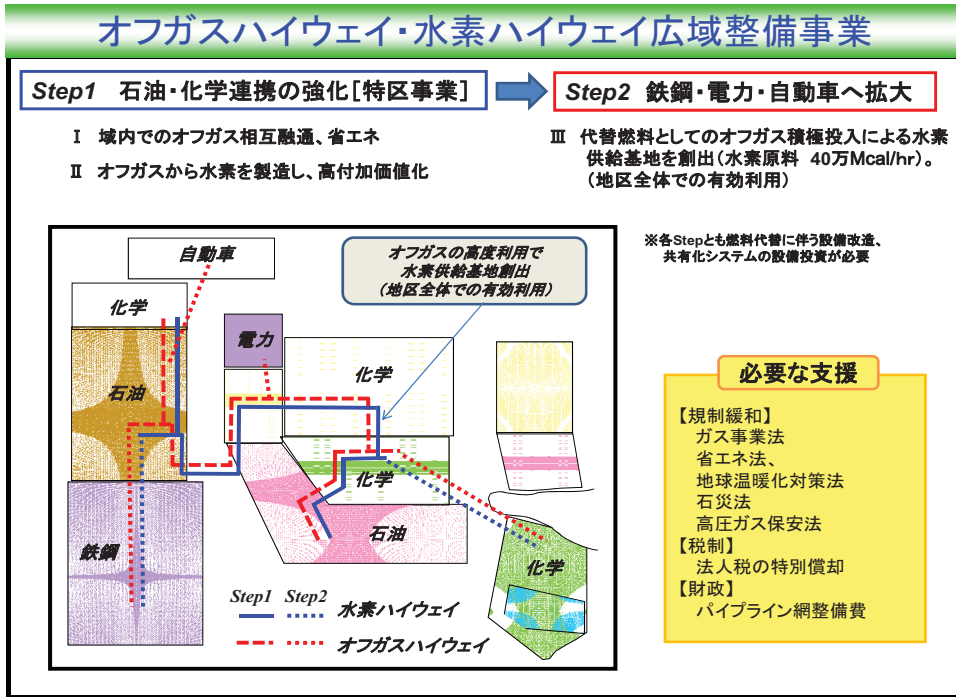 オフガスハイウェイ・水素ハイウェイ広域整備事業
Step1 石油・化学連携の強化[特区事業]
Step2 鉄鋼・電力・自動車へ拡大
Ⅰ 域内でのオフガス相互融通、省エネ
Ⅱ オフガスから水素を製造し、高付加価値化
Ⅲ 代替燃料としてのオフガス積極投入による水素
供給基地を創出(水素原料 40万Mcal/hr)。
(地区全体での有効利用)
※各Stepとも燃料代替に伴う設備改造、
共有化システムの設備投資が必要
自動車
オフガスの高度利用で
水素供給基地創出
(地区全体での有効利用)
化学
電力
化学
石油
化学
石油
鉄鋼
化学
Step1 Step2
水素ハイウェイ
オフガスハイウェイ
必要な支援
【規制緩和】
ガス事業法
省エネ法、
地球温暖化対策法
石災法
高圧ガス保安法
【税制】
法人税の特別償却
【財政】
パイプライン網整備費